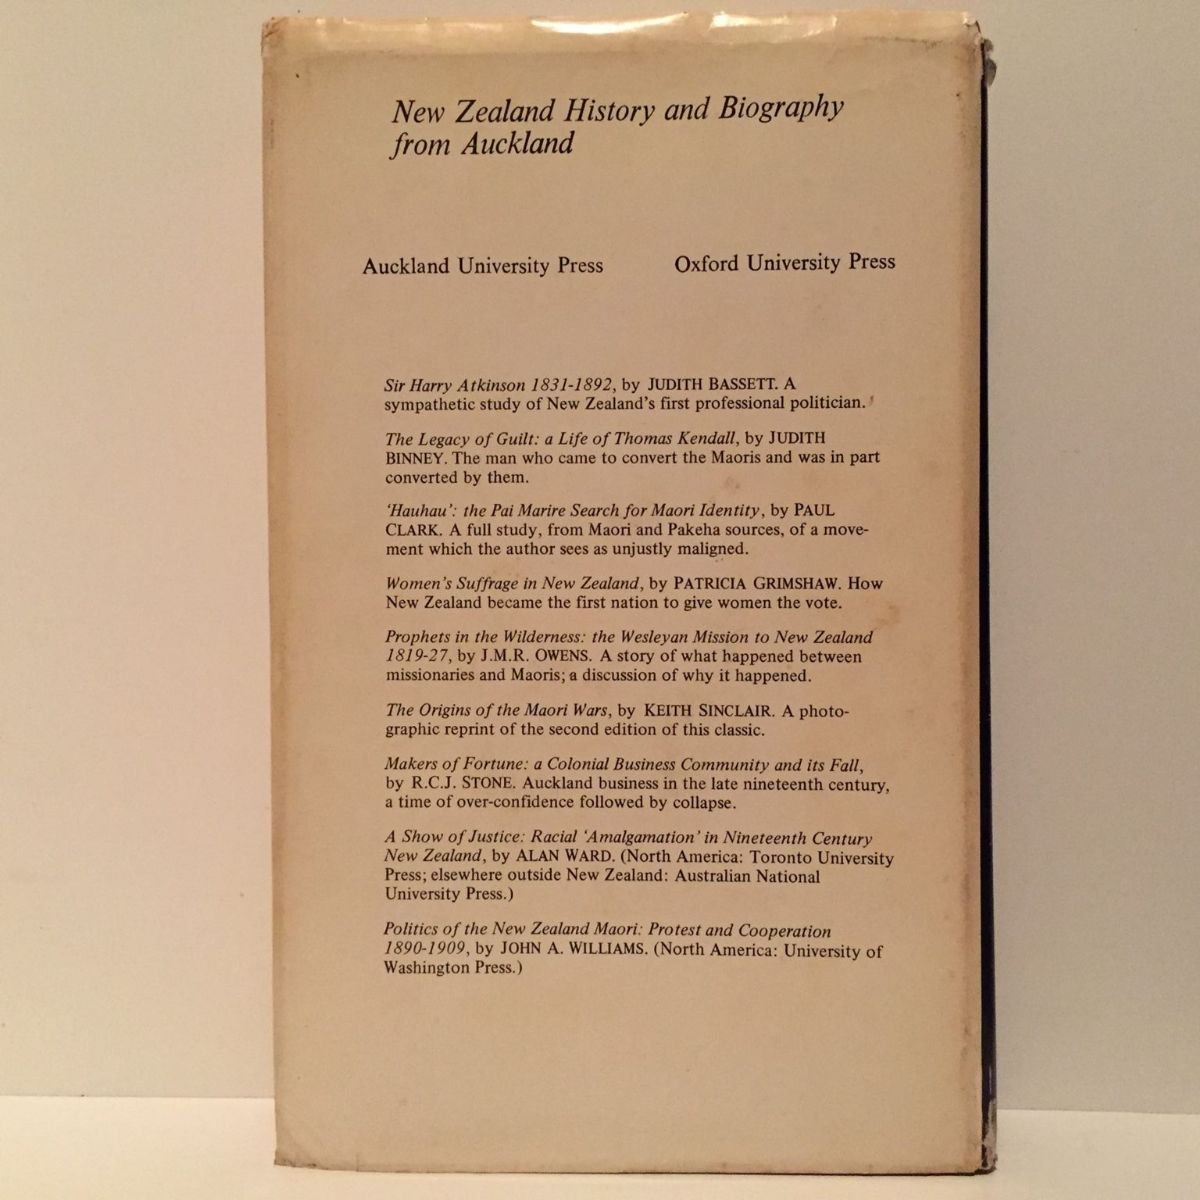 New Zealand History and Biography
from Auckland
Auckland University Press Oxford University Press
Sir Harry Atkinson 1831-1892, by JUDITH BASSETT. A
sympathetic study of New Zealand's first professional politician.
The Legacy of Guilt: a Life of Thomas Kendall, by JUDITH
BINNEY. The man who came to convert the Maoris and was in part
converted by them.
'Hauhau': the Pai Marire Search for Maori Identity, by PAUL
CLARK. A full study, from Maori and Pakeha sources, of a move-
ment which the author sees as unjustly maligned.
Women's Suffrage in New Zealand, by PATRICIA GRIMSHAW. How
New Zealand became the first nation to give women the vote.
Prophets in the Wilderness: the Wesleyan Mission to New Zealand
1819-27, by J.M.R. OWENS. A story of what happened between
missionaries and Maoris; a discussion of why it happened.
The Origins of the Maori Wars, by KEITH SINCLAIR. A photo-
graphic reprint of the second edition of this classic.
Makers of Fortune: a Colonial Business Community and its Fall,
by R.C.J. STONE. Auckland business in the late nineteenth century,
a time of over-confidence followed by collapse.
A Show of Justice: Racial 'Amalgamation' in Nineteenth Century
New Zealand, by ALAN WARD. (North America: Toronto University
Press; elsewhere outside New Zealand: Australian National
University Press.)
Politics of the New Zealand Maori: Protest and Cooperation
1890-1909, by JOHN A. WILLIAMS. (North America: University of
Washington Press.)